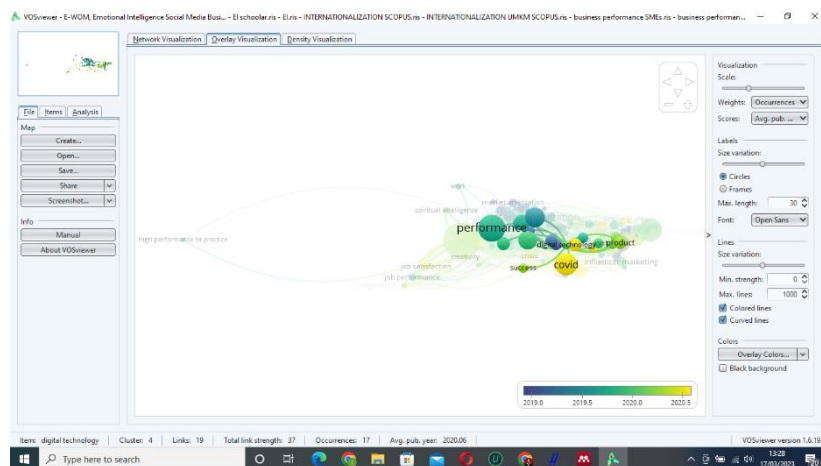 VOSviewer - E-WOM, Emotional Intelligence Social Media Busi... - EI schoolar.ris - EI.ris - INTERNATIONALIZATION SCOPUS.ris - INTERNATIONALIZATION UMKM SCOPUS.ris - business performance SMEs.ris - business performan...
Network Visualization Overlay Visualization Density Visualization
File Items Analysis
Map
Create...
Open...
Save...
Share
Screenshot...
Info
Manual
About VOSviewer
work
market orientation
spiritual intelligence
performance
high performance hr practice
digital technology product
creativity crisis
job satisfaction success covid influencer marketing
job performance
2019.0 2019.5 2020.0 2020.5
Visualization
Scale:
Weights: Occurrences
Scores: Avg. pub. ...
Labels
Size variation:
Circles
Frames
Max. length: 30
Font: Open Sans
Lines
Size variation:
Min. strength: 0
Max. lines: 1000
Colored lines
Curved lines
Colors
Overlay Colors...
Black background
Item: digital technology Cluster: 4 Links: 19 Total link strength: 37 Occurrences: 17 Avg. pub. year: 2020.06 VOSviewer version 1.6.19
Type here to search
13:28
17/03/2023